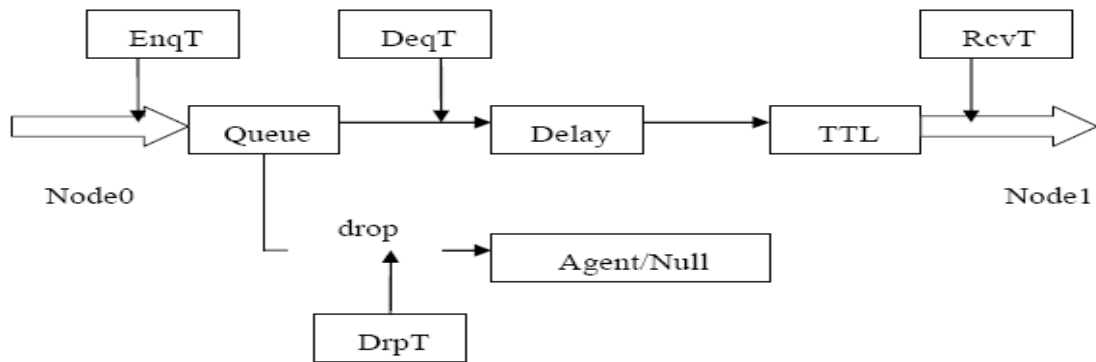 EnqT
DeqT
RcvT
Queue
Delay
TTL
Node0
Node1
drop
Agent/Null
DrpT